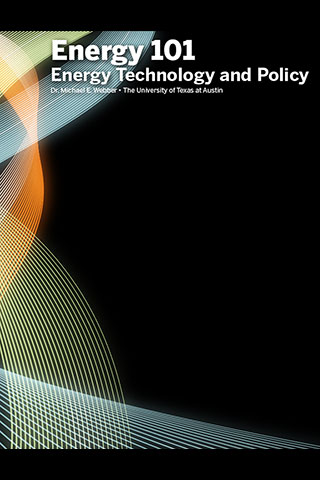 Energy 101
Energy Technology and Policy
Dr. Michael E. Webber • The University of Texas at Austin